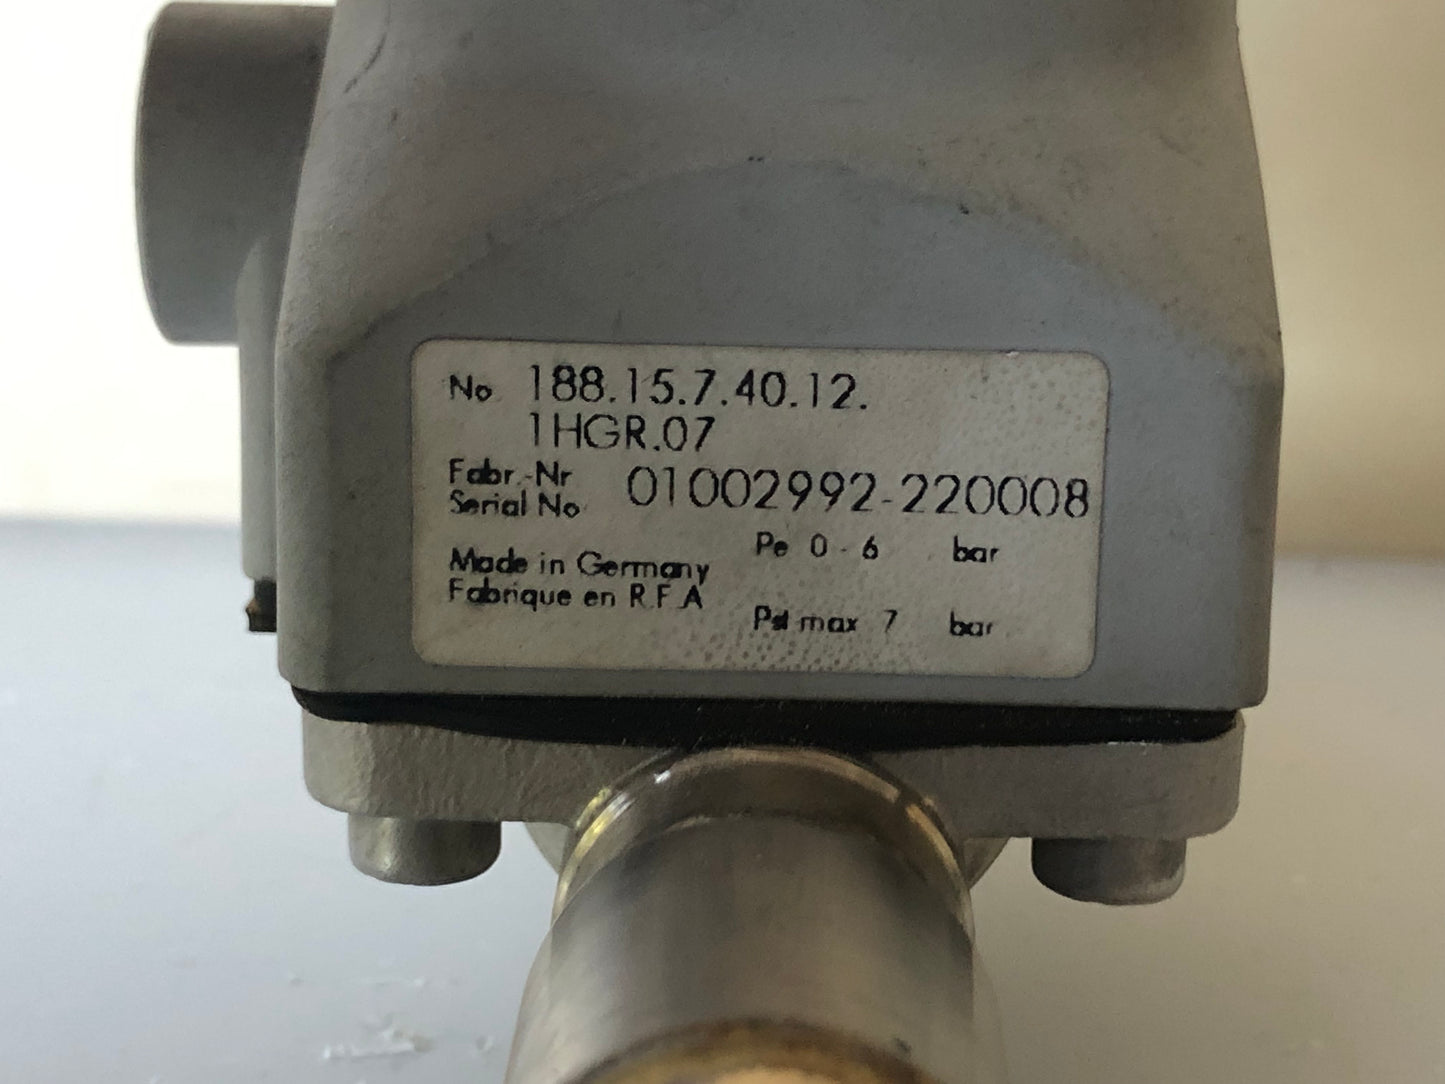 No 188.15.7.40.12.
1HGR.07
Fabr.-Nr
Serial No 01002992-220008
Pe 0 - 6 bar
Made in Germany
Fabrique en R.F.A
Pst max 7 bar